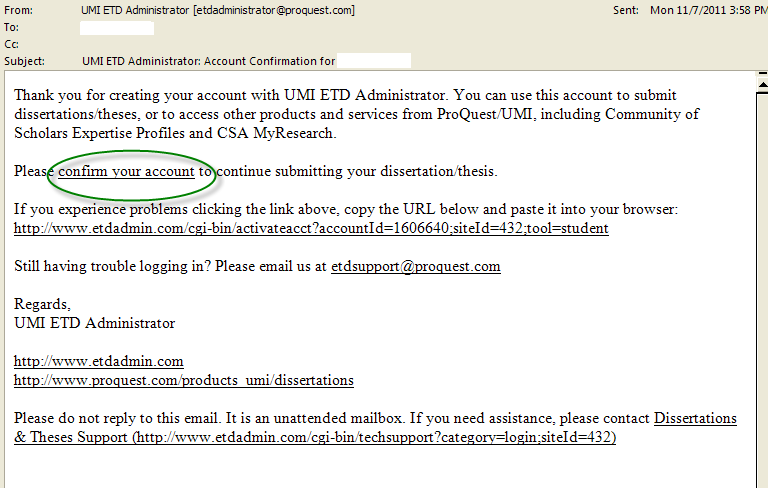 From: UMI ETD Administrator [etdadministrator@proquest.com] Sent: Mon 11/7/2011 3:58 PM
To:
Cc:
Subject: UMI ETD Administrator: Account Confirmation for
Thank you for creating your account with UMI ETD Administrator. You can use this account to submit
dissertations/theses, or to access other products and services from ProQuest/UMI, including Community of
Scholars Expertise Profiles and CSA MyResearch.
Please confirm your account to continue submitting your dissertation/thesis.
If you experience problems clicking the link above, copy the URL below and paste it into your browser:
http://www.etdadmin.com/cgi-bin/activateacct?accountId=1606640;siteId=432;tool=student
Still having trouble logging in? Please email us at etdsupport@proquest.com
Regards,
UMI ETD Administrator
http://www.etdadmin.com
http://www.proquest.com/products_umi/dissertations
Please do not reply to this email. It is an unattended mailbox. If you need assistance, please contact Dissertations
& Theses Support (http://www.etdadmin.com/cgi-bin/techsupport?category=login;siteId=432)